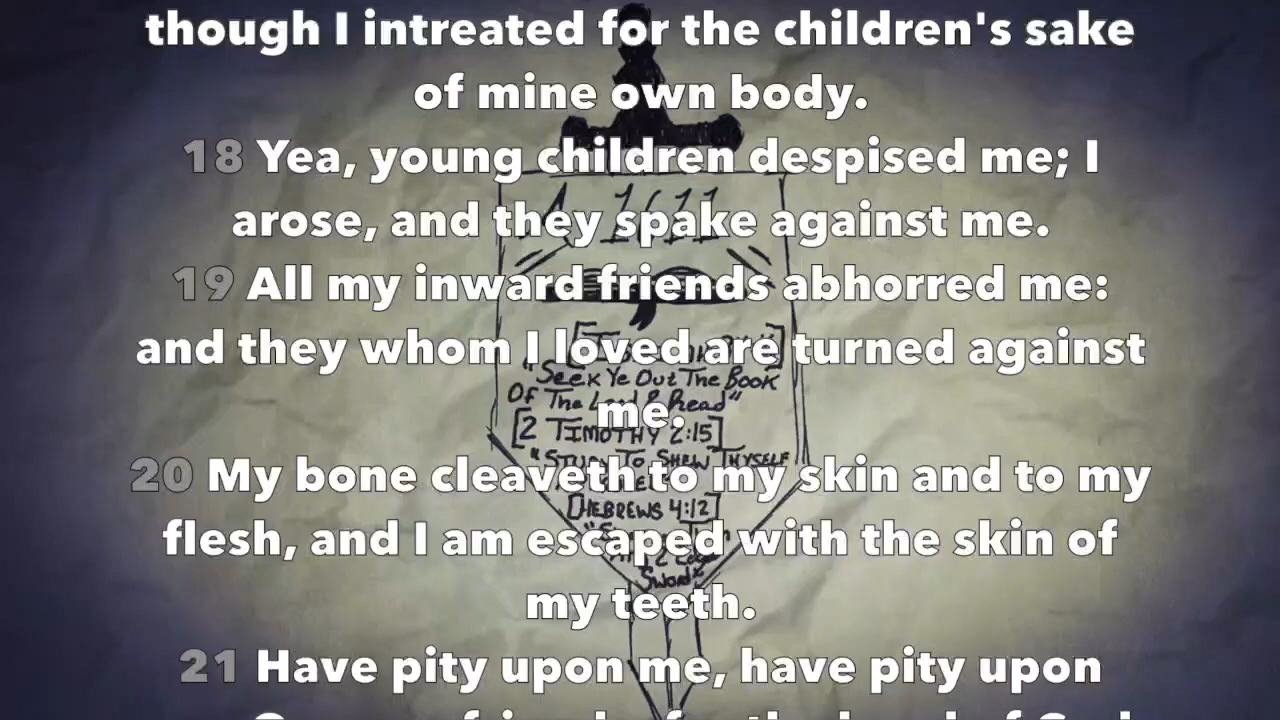 though I intreated for the children's sake
of mine own body.
18 Yea, young children despised me; I
arose, and they spake against me.
19 All my inward friends abhorred me:
and they whom I loved are turned against
me.
20 My bone cleaveth to my skin and to my
flesh, and I am escaped with the skin of
my teeth.
21 Have pity upon me, have pity upon
1611
"Seek Ye Out The Book
Of The Lord & Read"
[2 TIMOTHY 2:15]
"STUDY TO SHEW THYSELF
[HEBREWS 4:12]
Sword"